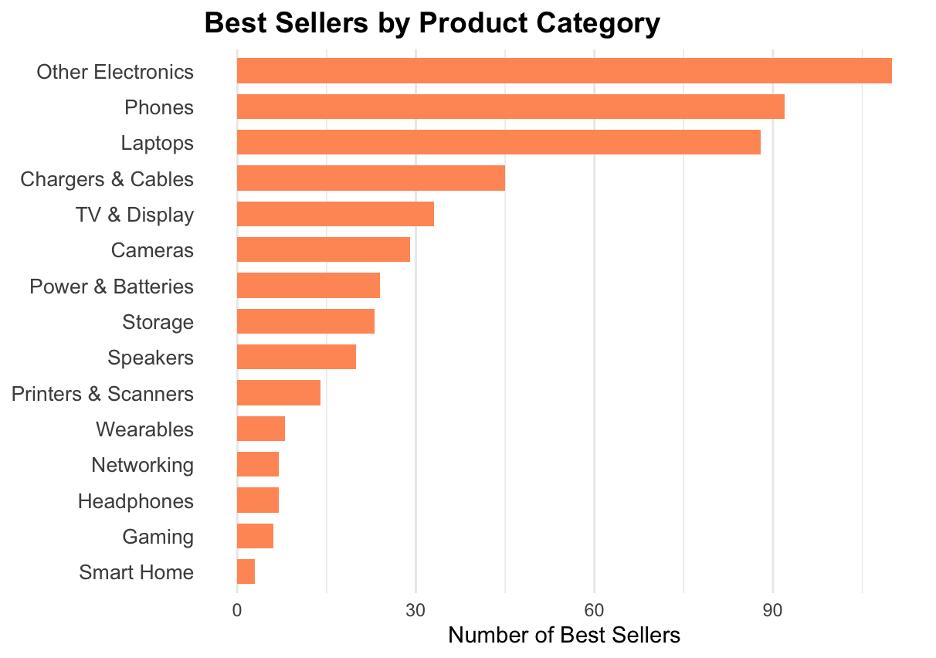 Best Sellers by Product Category
Other Electronics
Phones
Laptops
Chargers & Cables
TV & Display
Cameras
Power & Batteries
Storage
Speakers
Printers & Scanners
Wearables
Networking
Headphones
Gaming
Smart Home
0 30 60 90
Number of Best Sellers